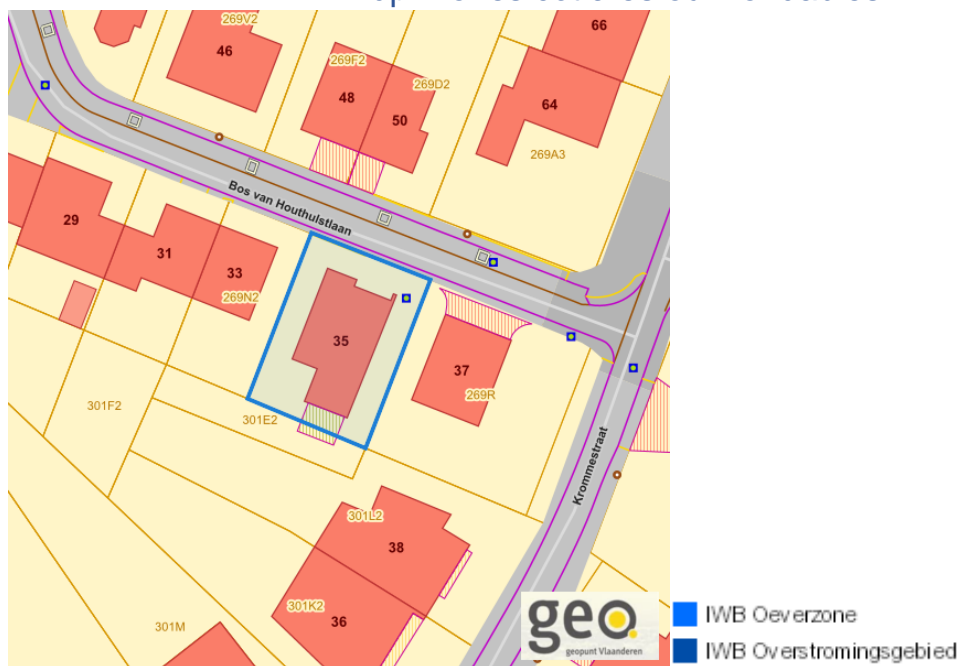 269V2
66
46
269F2
48
269D2
50
64
269A3
Bos van Houthulstlaan
29
31
33
269N2
35
37
269R
301F2
301E2
Krommestraat
301L2
38
301K2
36
301M
geo.
geopunt Vlaanderen
IWB Oeverzone
IWB Overstromingsgebied